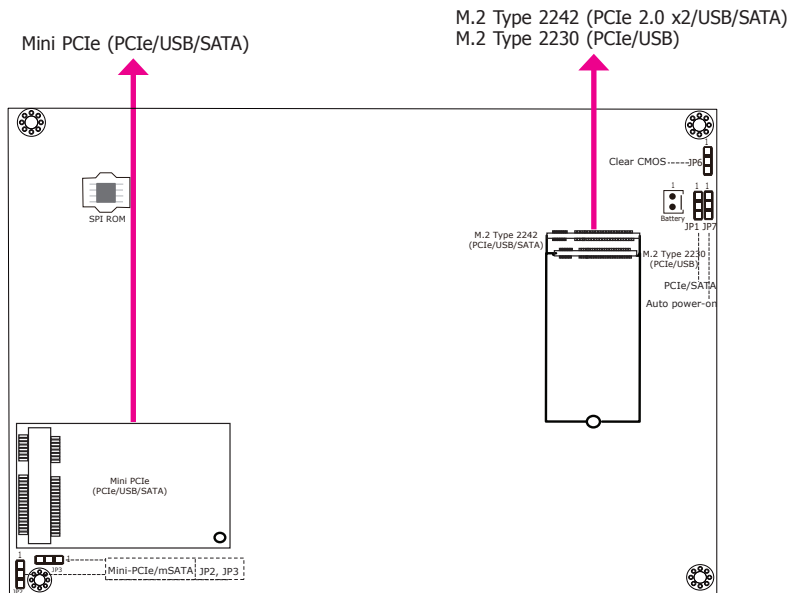 M.2 Type 2242 (PCIe 2.0 x2/USB/SATA)
M.2 Type 2230 (PCIe/USB)
Mini PCIe (PCIe/USB/SATA)
1
Clear CMOS
JP6
SPI ROM
1
1 1
Battery
JP1 JP7
M.2 Type 2242
(PCIe/USB/SATA)
M.2 Type 2230
(PCIe/USB)
PCIe/SATA
Auto power-on
Mini PCIe
(PCIe/USB/SATA)
1
1
JP3
Mini-PCIe/mSATA JP2, JP3
JP2